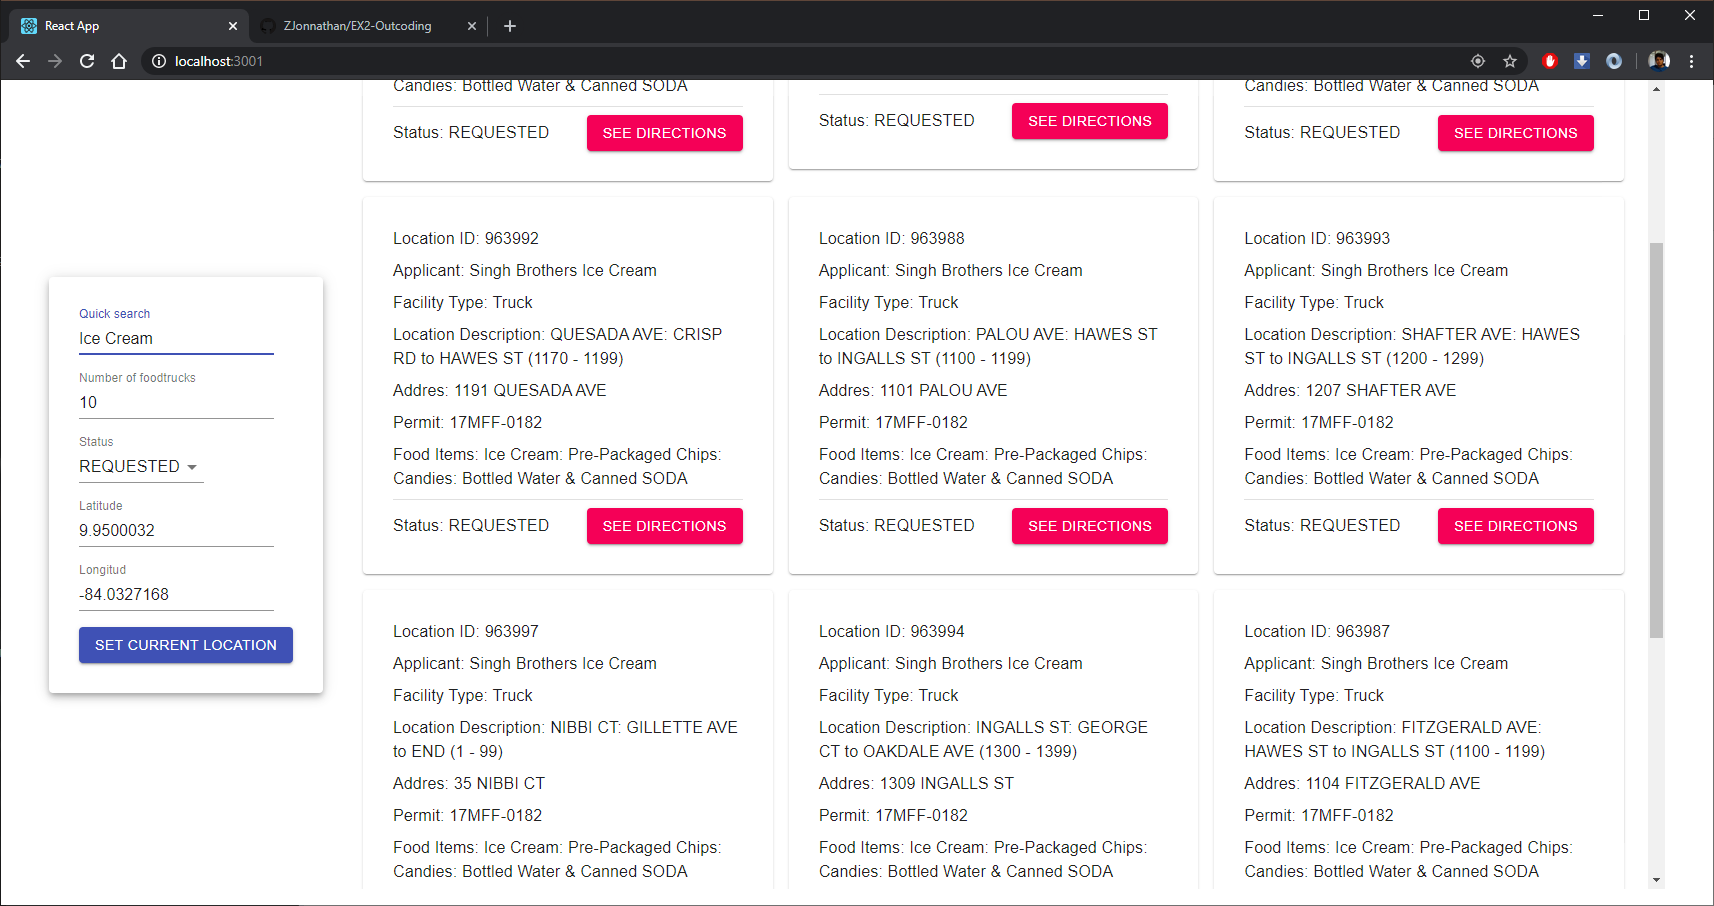 React App
ZJonnathan/EX2-Outcoding
localhost:3001
Quick search
Ice Cream
Number of foodtrucks
10
Status
REQUESTED
Latitude
9.9500032
Longitud
-84.0327168
SET CURRENT LOCATION
Candies: Bottled Water & Canned SODA
Status: REQUESTED
SEE DIRECTIONS
Status: REQUESTED
SEE DIRECTIONS
Candies: Bottled Water & Canned SODA
Status: REQUESTED
SEE DIRECTIONS
Location ID: 963992
Applicant: Singh Brothers Ice Cream
Facility Type: Truck
Location Description: QUESADA AVE: CRISP
RD to HAWES ST (1170 - 1199)
Addres: 1191 QUESADA AVE
Permit: 17MFF-0182
Food Items: Ice Cream: Pre-Packaged Chips:
Candies: Bottled Water & Canned SODA
Status: REQUESTED
SEE DIRECTIONS
Location ID: 963988
Applicant: Singh Brothers Ice Cream
Facility Type: Truck
Location Description: PALOU AVE: HAWES ST
to INGALLS ST (1100 - 1199)
Addres: 1101 PALOU AVE
Permit: 17MFF-0182
Food Items: Ice Cream: Pre-Packaged Chips:
Candies: Bottled Water & Canned SODA
Status: REQUESTED
SEE DIRECTIONS
Location ID: 963993
Applicant: Singh Brothers Ice Cream
Facility Type: Truck
Location Description: SHAFTER AVE: HAWES
ST to INGALLS ST (1200 - 1299)
Addres: 1207 SHAFTER AVE
Permit: 17MFF-0182
Food Items: Ice Cream: Pre-Packaged Chips:
Candies: Bottled Water & Canned SODA
Status: REQUESTED
SEE DIRECTIONS
Location ID: 963997
Applicant: Singh Brothers Ice Cream
Facility Type: Truck
Location Description: NIBBI CT: GILLETTE AVE
to END (1 - 99)
Addres: 35 NIBBI CT
Permit: 17MFF-0182
Food Items: Ice Cream: Pre-Packaged Chips:
Candies: Bottled Water & Canned SODA
Location ID: 963994
Applicant: Singh Brothers Ice Cream
Facility Type: Truck
Location Description: INGALLS ST: GEORGE
CT to OAKDALE AVE (1300 - 1399)
Addres: 1309 INGALLS ST
Permit: 17MFF-0182
Food Items: Ice Cream: Pre-Packaged Chips:
Candies: Bottled Water & Canned SODA
Location ID: 963987
Applicant: Singh Brothers Ice Cream
Facility Type: Truck
Location Description: FITZGERALD AVE:
HAWES ST to INGALLS ST (1100 - 1199)
Addres: 1104 FITZGERALD AVE
Permit: 17MFF-0182
Food Items: Ice Cream: Pre-Packaged Chips:
Candies: Bottled Water & Canned SODA